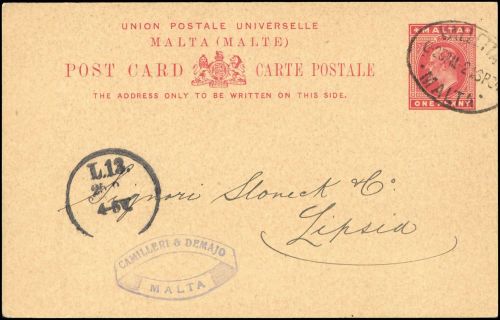 UNION POSTALE UNIVERSELLE
MALTA (MALTE)
POST CARD CARTE POSTALE
THE ADDRESS ONLY TO BE WRITTEN ON THIS SIDE.
MALTA
ONE PENNY
MALTA
L.13.
Signori Sloneck & Co.
Lipsia
CAMILLERI & DEMAJO
MALTA